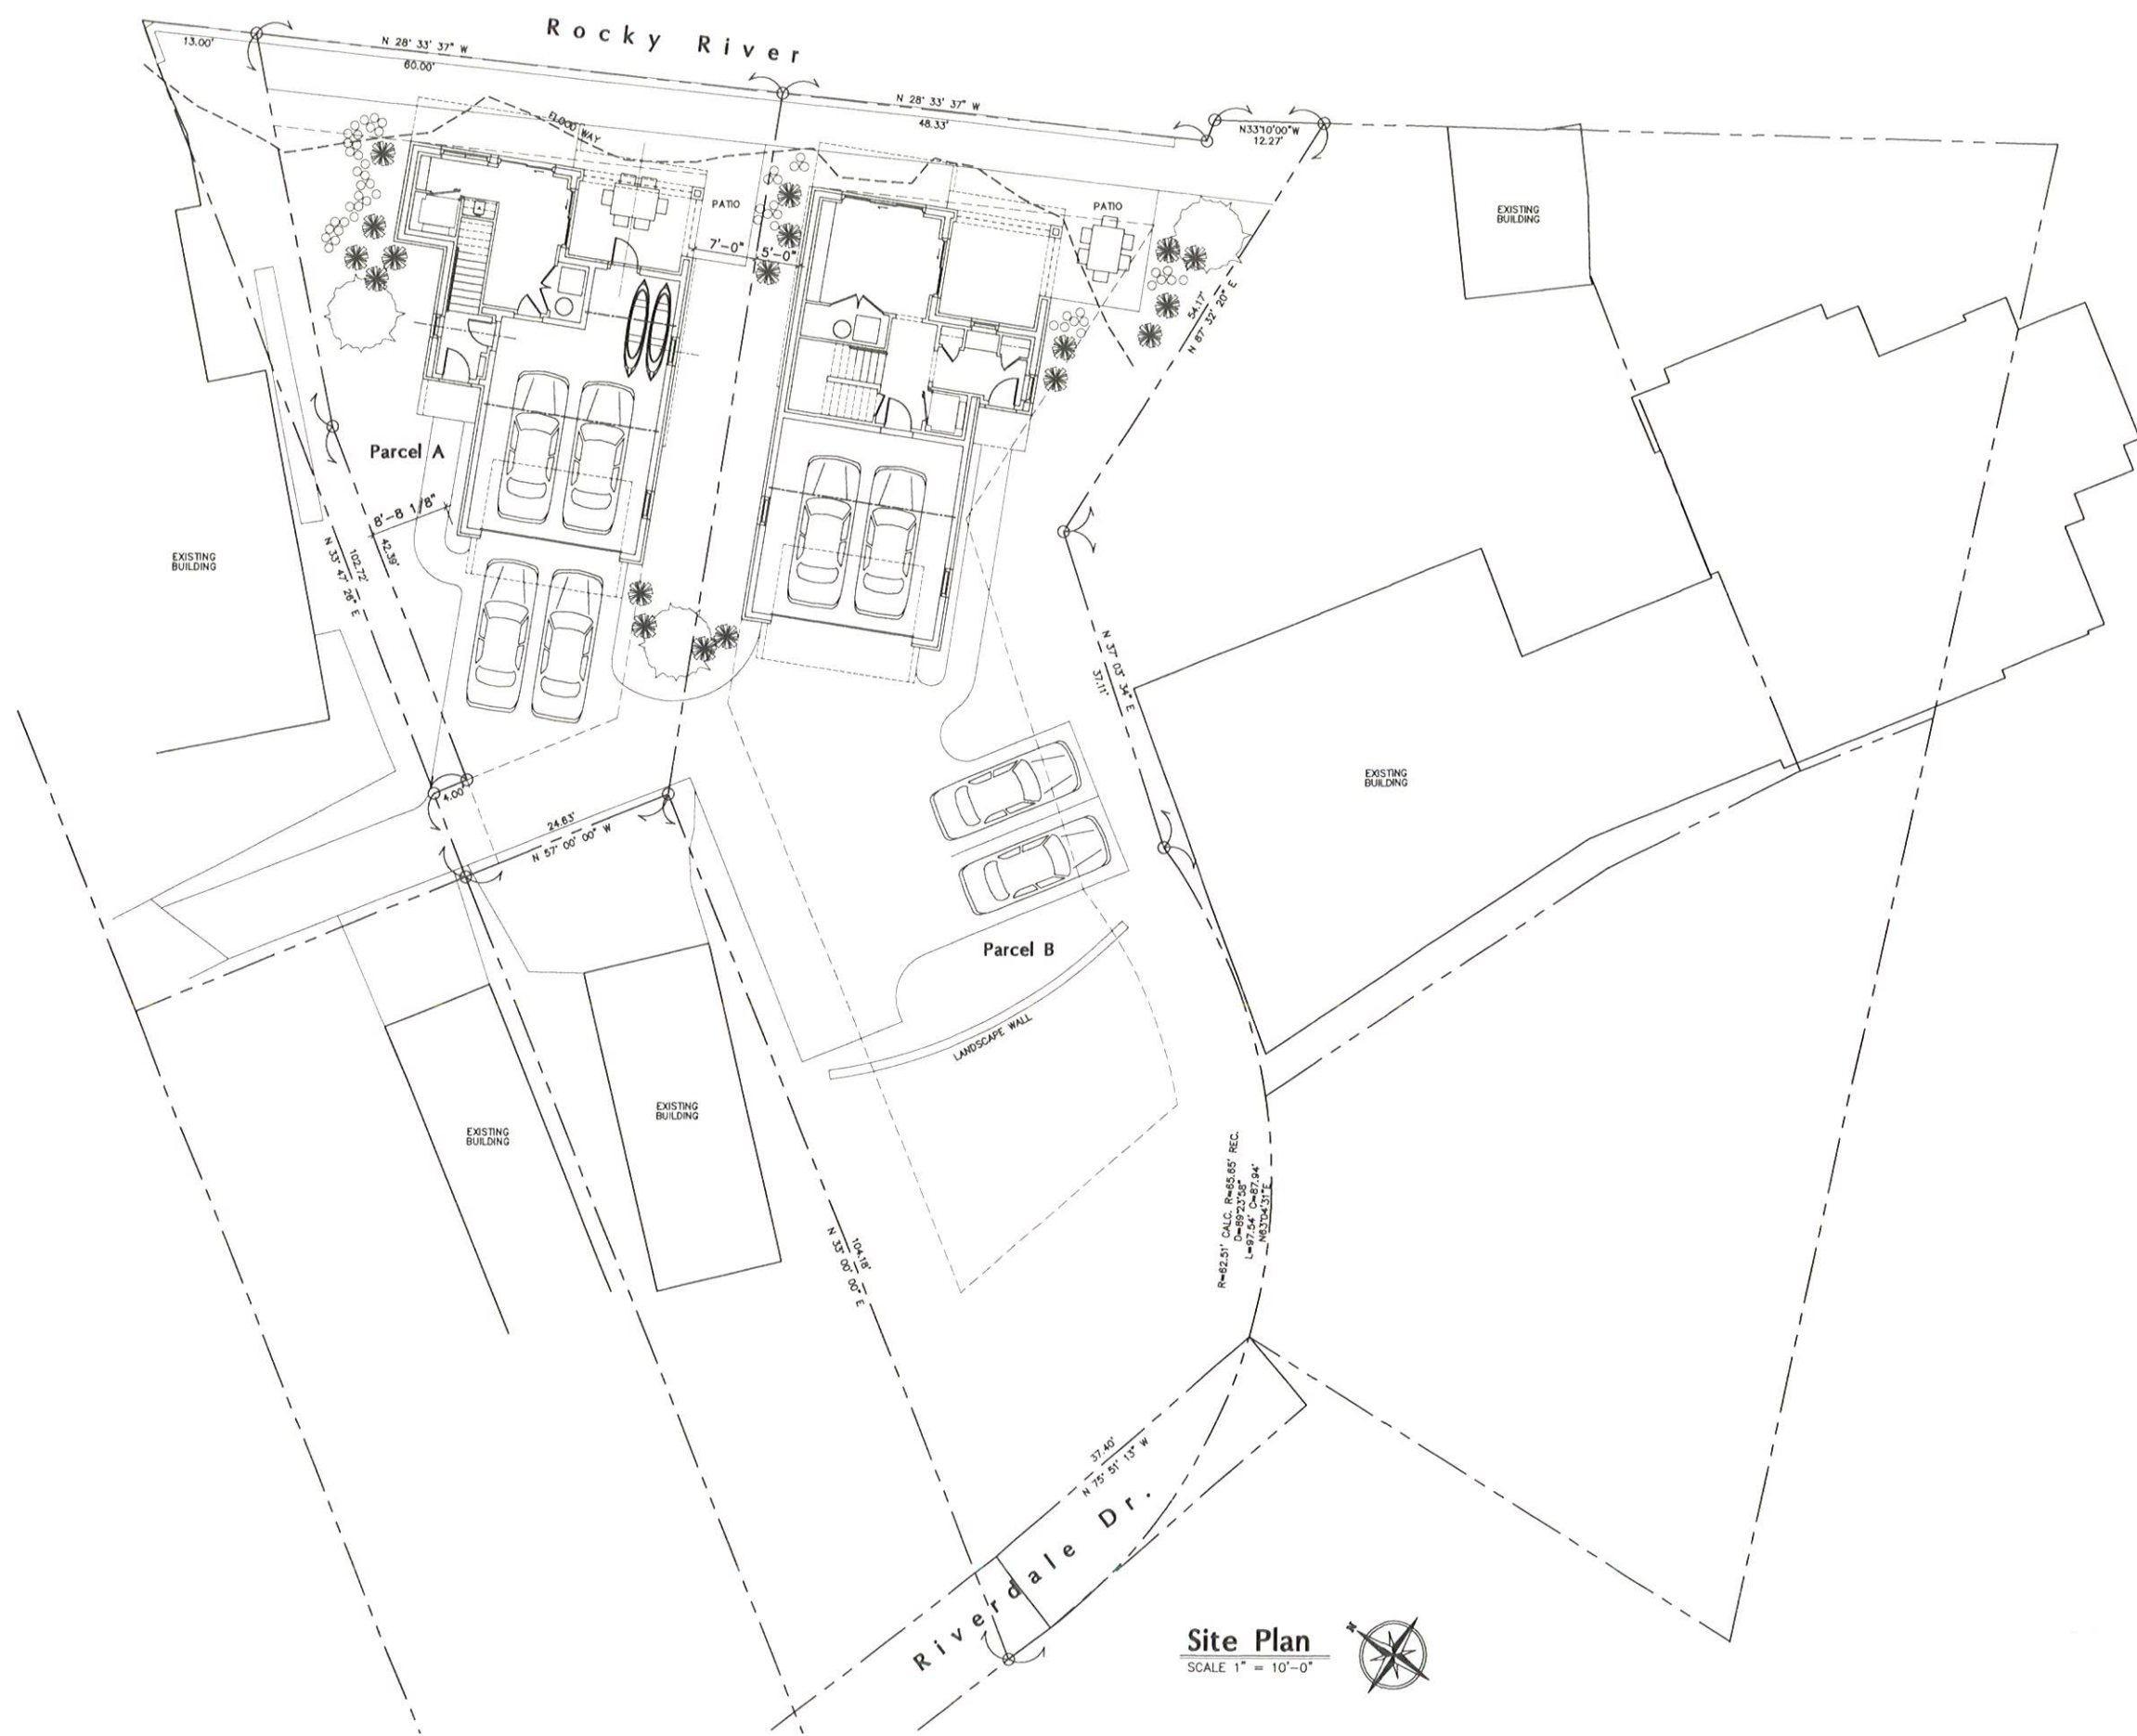 Rocky River
13.00'
N 28° 33' 37" W
60.00'
N 28° 33' 37" W
48.33'
N33°10'00"W
12.27'
FLOOD WAY
PATIO
PATIO
EXISTING
BUILDING
7'-0"
5'-0"
54.17'
N 87° 32' 20" E
Parcel A
8'-8 1/8"
42.39'
102.72'
N 33° 47' 26" E
EXISTING
BUILDING
N 37° 03' 34" E
37.11'
4.00'
24.63'
N 57° 00' 00" W
EXISTING
BUILDING
Parcel B
LANDSCAPE WALL
EXISTING
BUILDING
EXISTING
BUILDING
R=62.51' CALC. R=65.65' REC.
D=89°23'58"
L=97.54' C=87.94'
N63°04'31"E
104.18'
N 33° 00' 00" E
37.40'
N 75° 51' 13" W
Riverdale Dr.
N
Site Plan
SCALE 1" = 10'-0"